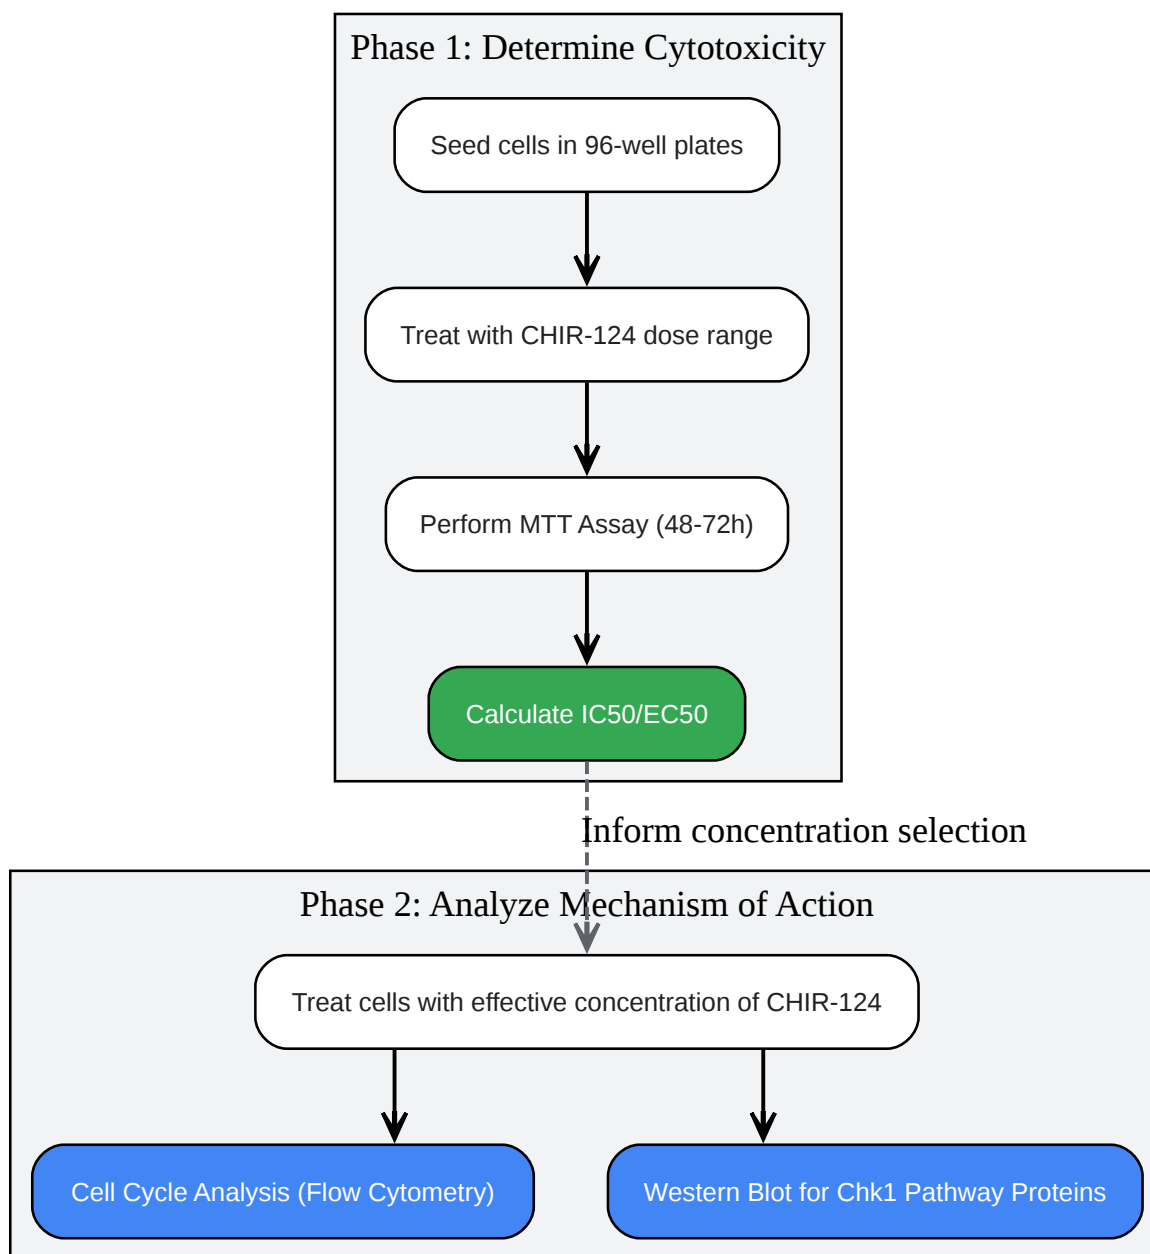 Phase 1: Determine Cytotoxicity
Seed cells in 96-well plates
Treat with CHIR-124 dose range
Perform MTT Assay (48-72h)
Calculate IC50/EC50
Inform concentration selection
Phase 2: Analyze Mechanism of Action
Treat cells with effective concentration of CHIR-124
Cell Cycle Analysis (Flow Cytometry)
Western Blot for Chk1 Pathway Proteins